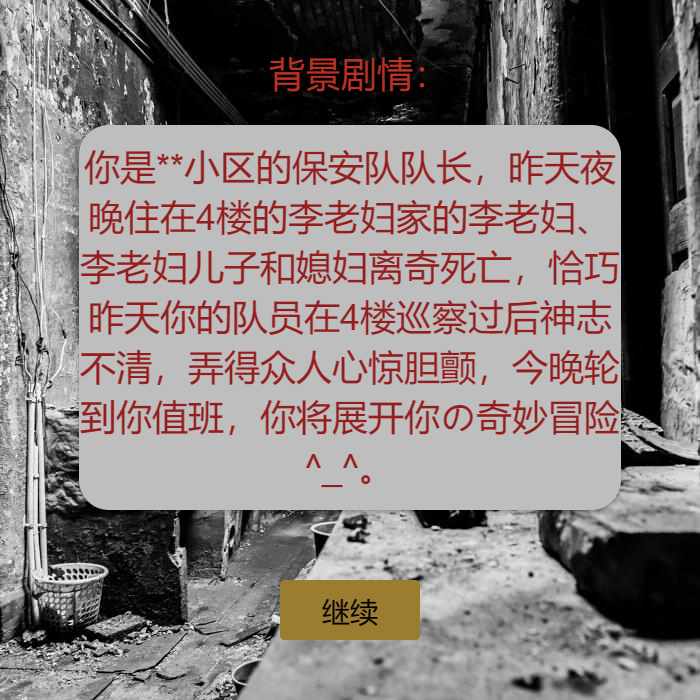 背景剧情：
你是**小区的保安队队长，昨天夜
晚住在4楼的李老妇家的李老妇、
李老妇儿子和媳妇离奇死亡，恰巧
昨天你的队员在4楼巡察过后神志
不清，弄得众人心惊胆颤，今晚轮
到你值班，你将展开你の奇妙冒险
^_^。
继续